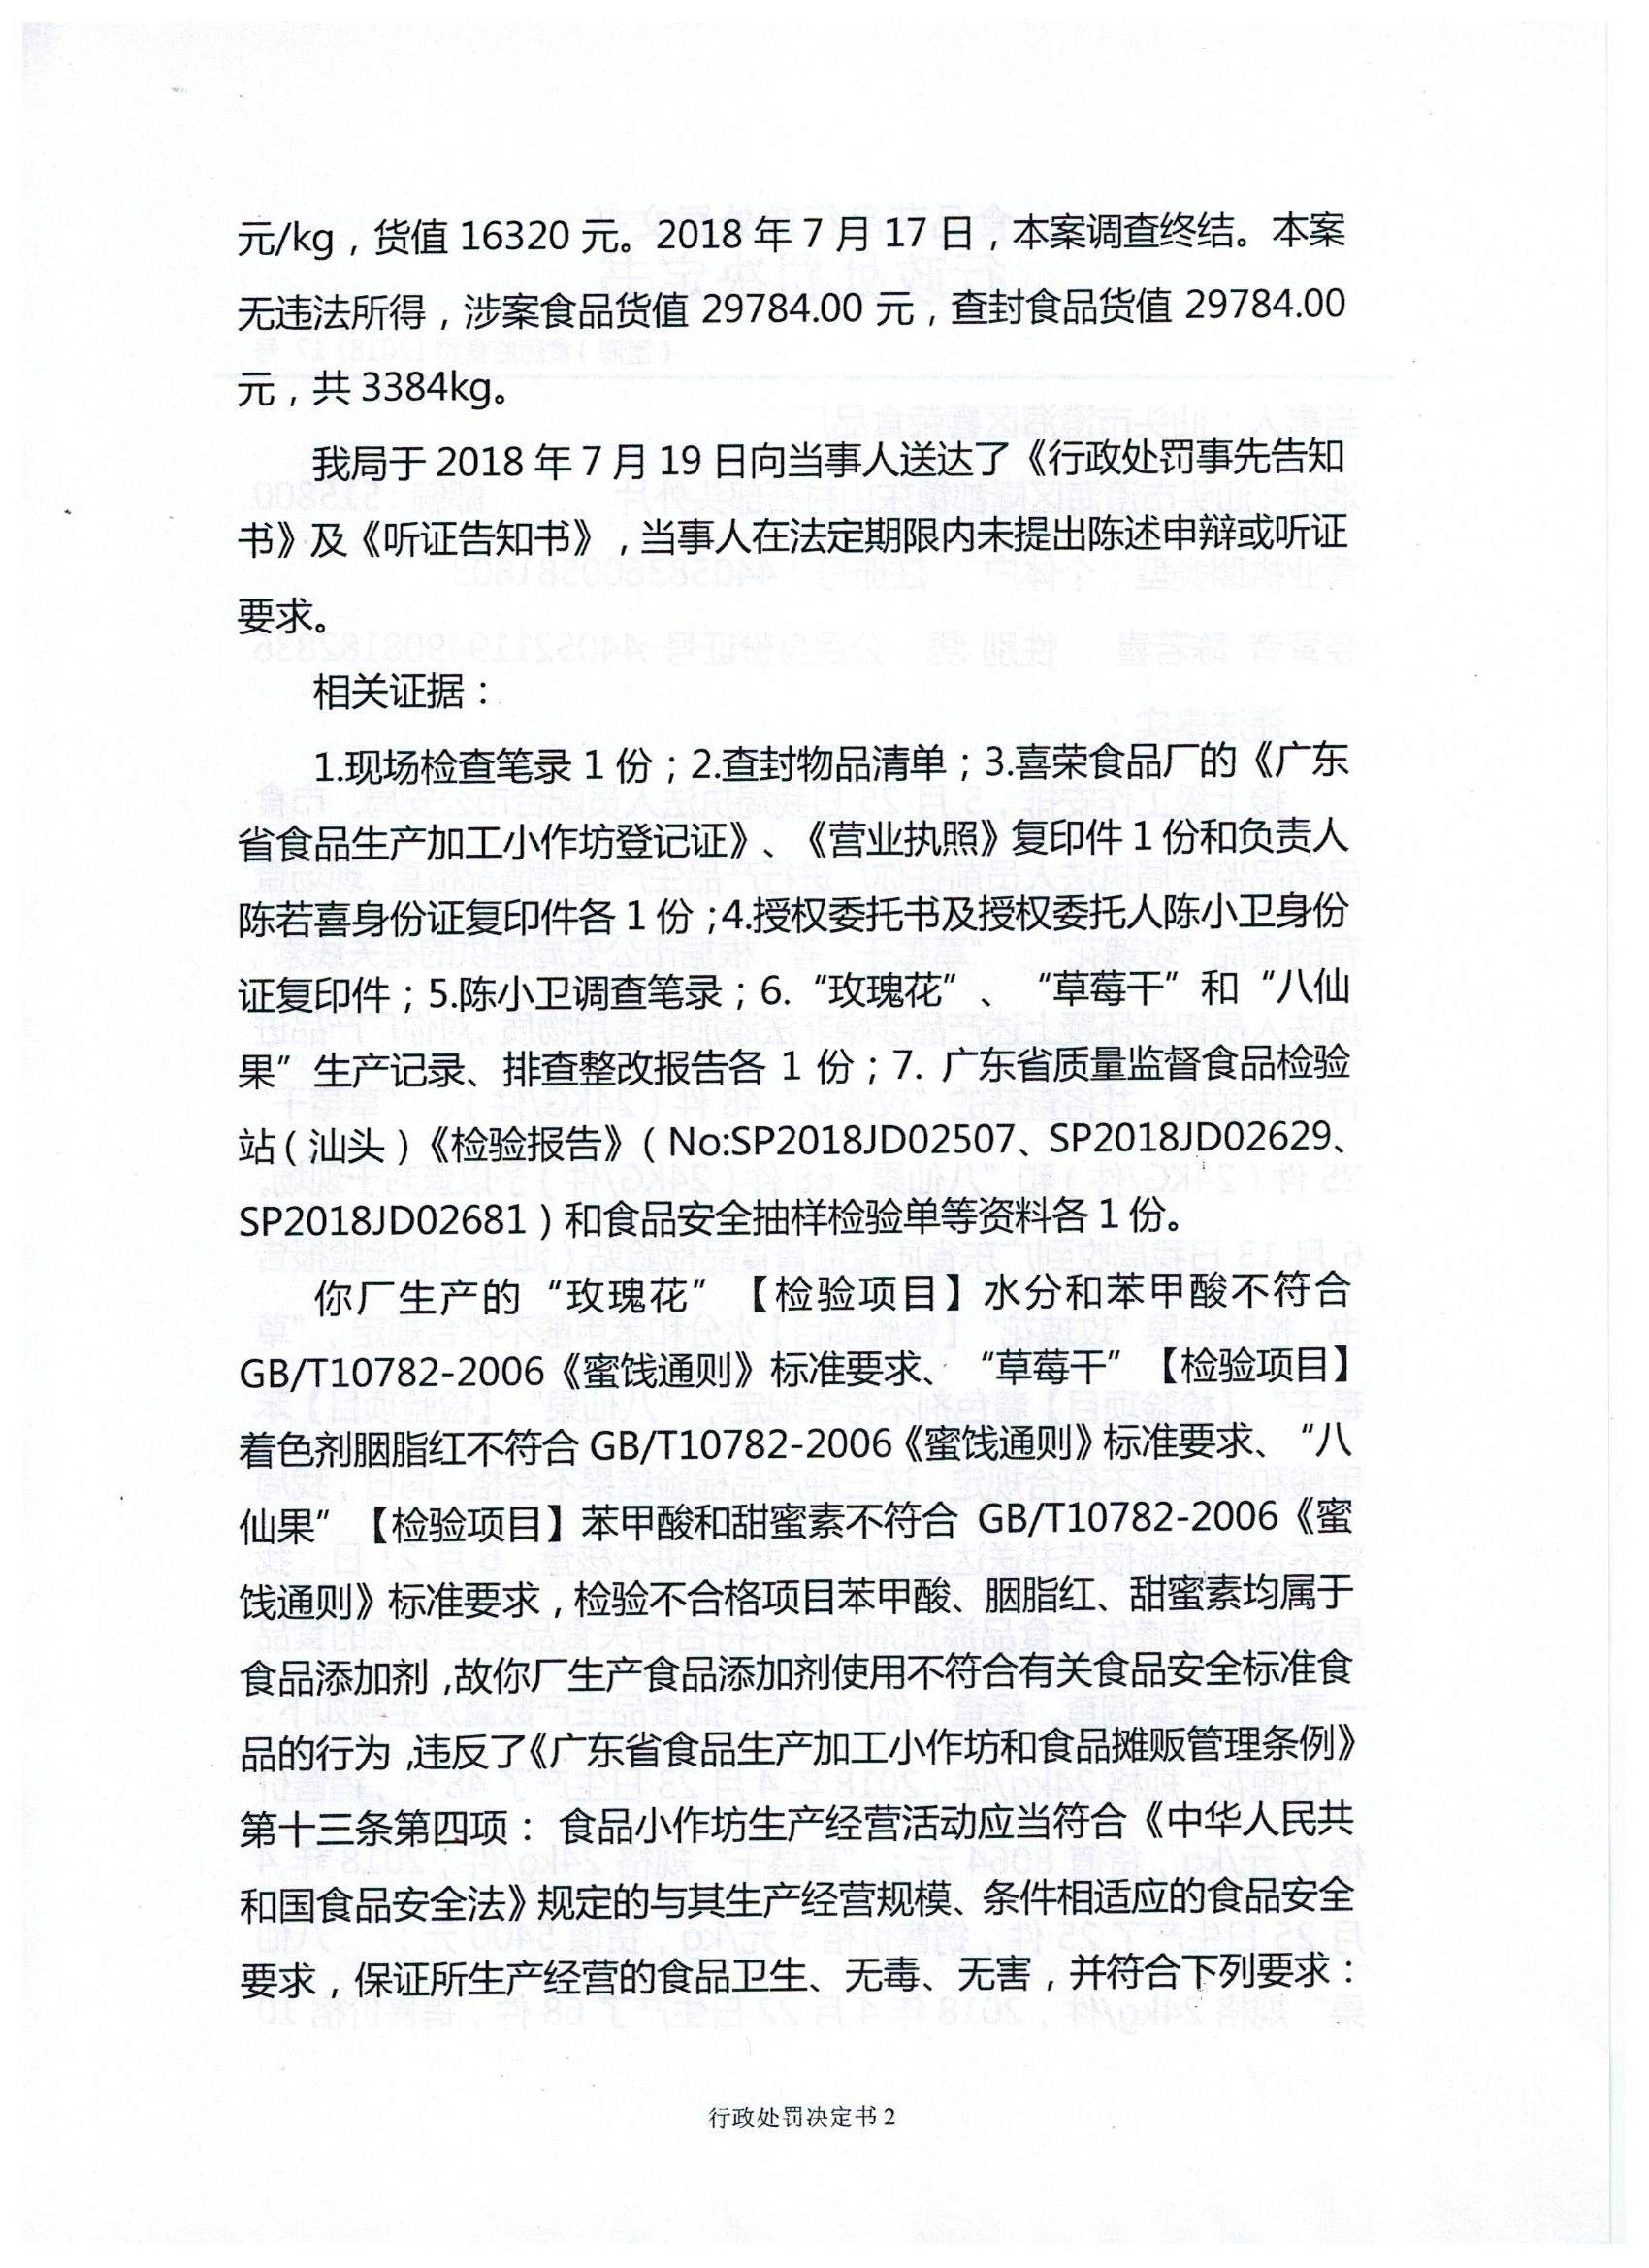 元/kg，货值 16320 元。2018 年 7 月 17 日，本案调查终结。本案
无违法所得，涉案食品货值 29784.00 元，查封食品货值 29784.00
元，共 3384kg。
我局于 2018 年 7 月 19 日向当事人送达了《行政处罚事先告知
书》及《听证告知书》，当事人在法定期限内未提出陈述申辩或听证
要求。
相关证据：
1.现场检查笔录 1 份；2.查封物品清单；3.喜荣食品厂的《广东
省食品生产加工小作坊登记证》、《营业执照》复印件 1 份和负责人
陈若喜身份证复印件各 1 份；4.授权委托书及授权委托人陈小卫身份
证复印件；5.陈小卫调查笔录；6.“玫瑰花”、“草莓干”和“八仙
果”生产记录、排查整改报告各 1 份；7. 广东省质量监督食品检验
站（汕头）《检验报告》（No:SP2018JD02507、SP2018JD02629、
SP2018JD02681）和食品安全抽样检验单等资料各 1 份。
你厂生产的“玫瑰花”【检验项目】水分和苯甲酸不符合
GB/T10782-2006《蜜饯通则》标准要求、“草莓干”【检验项目】
着色剂胭脂红不符合 GB/T10782-2006《蜜饯通则》标准要求、“八
仙果”【检验项目】苯甲酸和甜蜜素不符合 GB/T10782-2006《蜜
饯通则》标准要求，检验不合格项目苯甲酸、胭脂红、甜蜜素均属于
食品添加剂，故你厂生产食品添加剂使用不符合有关食品安全标准食
品的行为，违反了《广东省食品生产加工小作坊和食品摊贩管理条例》
第十三条第四项： 食品小作坊生产经营活动应当符合《中华人民共
和国食品安全法》规定的与其生产经营规模、条件相适应的食品安全
要求，保证所生产经营的食品卫生、无毒、无害，并符合下列要求：
行政处罚决定书 2